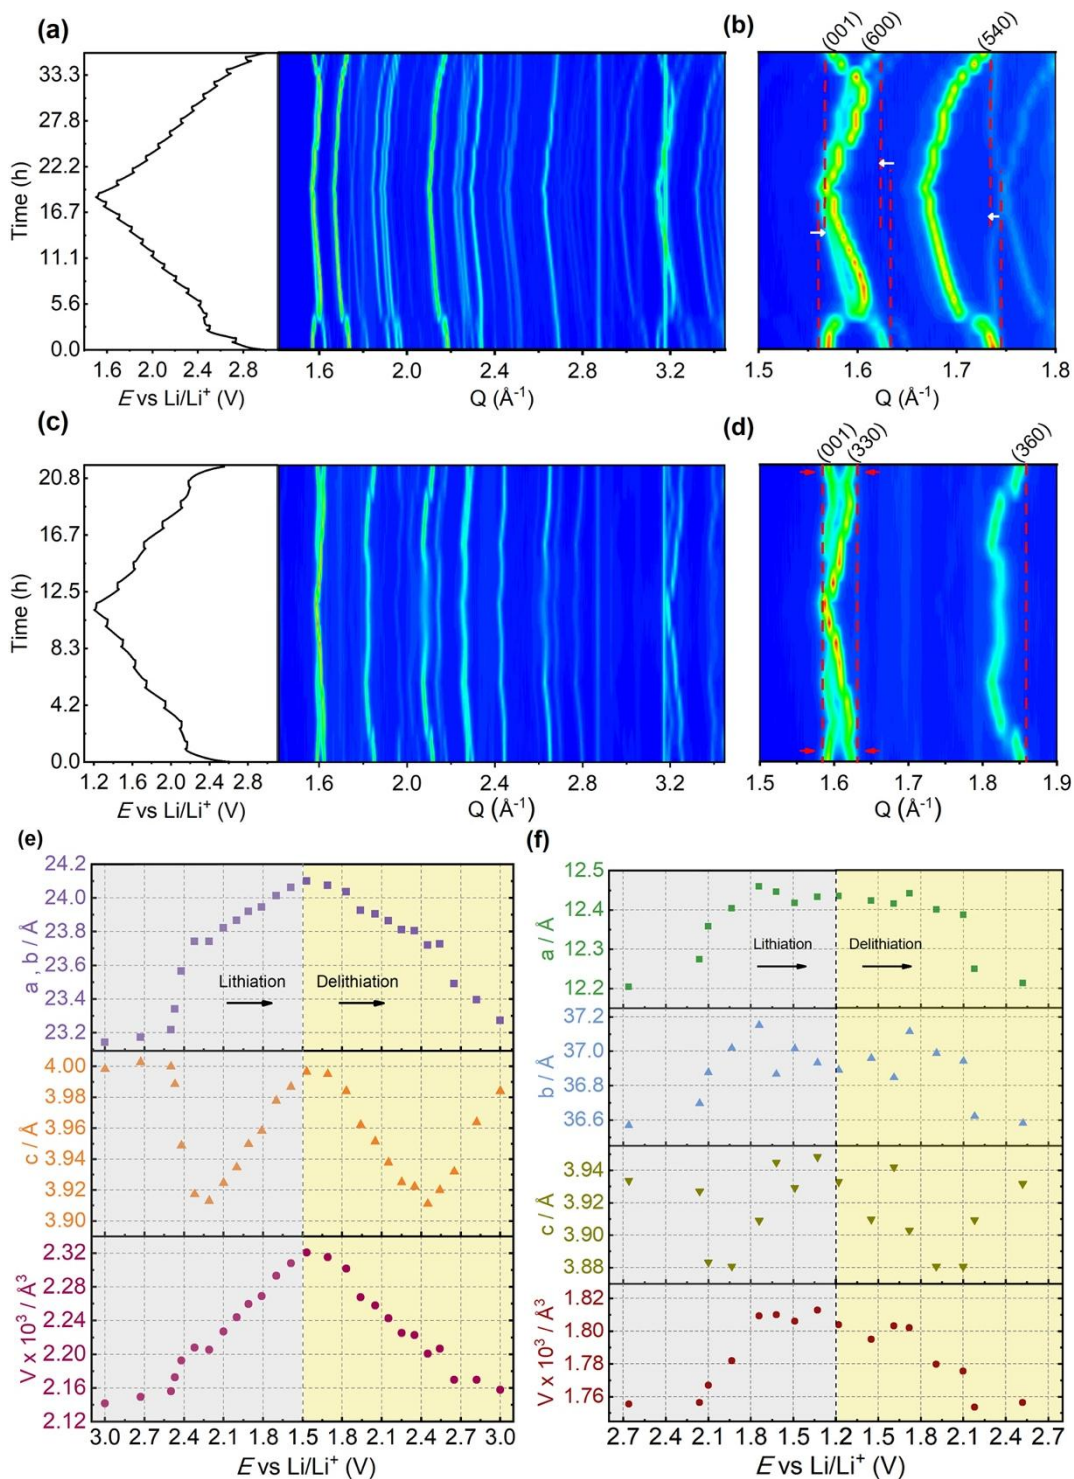 (a)
(b)
(001)
(600)
(540)
Time (h)
33.3
27.8
22.2
16.7
11.1
5.6
0.0
1.6 2.0 2.4 2.8
E vs Li/Li+ (V)
1.6 2.0 2.4 2.8 3.2
Q (Å-1)
1.5 1.6 1.7 1.8
Q (Å-1)
(c)
(d)
(001)
(330)
(360)
Time (h)
20.8
16.7
12.5
8.3
4.2
0.0
1.2 1.6 2.0 2.4 2.8
E vs Li/Li+ (V)
1.6 2.0 2.4 2.8 3.2
Q (Å-1)
1.5 1.6 1.7 1.8 1.9
Q (Å-1)
(e)
a , b / Å
24.2
24.0
23.8
23.6
23.4
23.2
Lithiation
Delithiation
c / Å
4.00
3.98
3.96
3.94
3.92
3.90
V x 10³ / Å³
2.32
2.28
2.24
2.20
2.16
2.12
3.0 2.7 2.4 2.1 1.8 1.5 1.8 2.1 2.4 2.7 3.0
E vs Li/Li+ (V)
(f)
a / Å
12.5
12.4
12.3
12.2
Lithiation
Delithiation
b / Å
37.2
37.0
36.8
36.6
c / Å
3.94
3.92
3.90
3.88
V x 10³ / Å³
1.82
1.80
1.78
1.76
2.7 2.4 2.1 1.8 1.5 1.2 1.5 1.8 2.1 2.4 2.7
E vs Li/Li+ (V)